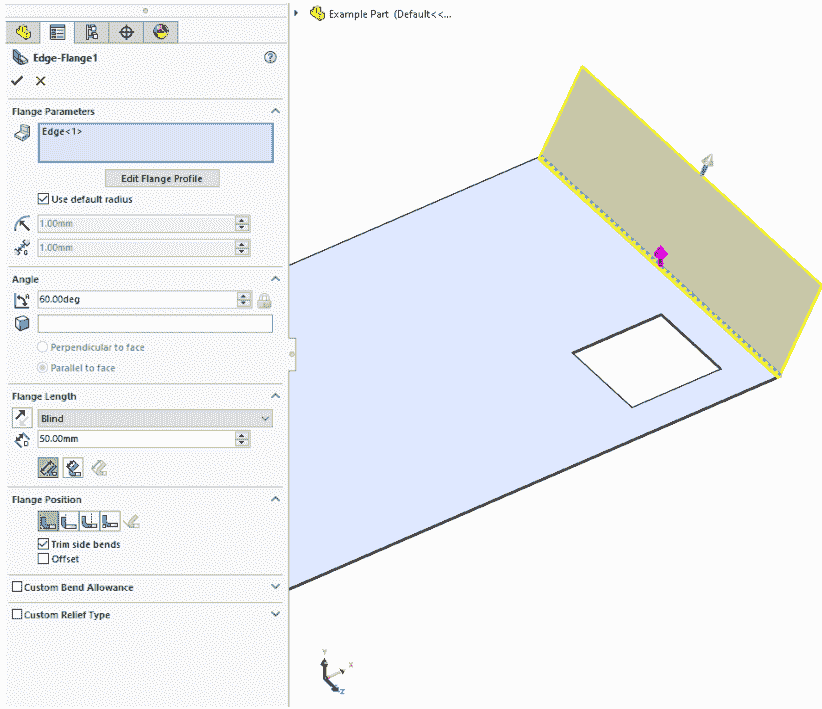 Example Part (Default<<...
Edge-Flange1
Flange Parameters
Edge<1>
Edit Flange Profile
Use default radius
1.00mm
1.00mm
Angle
60.00deg
Perpendicular to face
Parallel to face
Flange Length
Blind
50.00mm
Flange Position
Trim side bends
Offset
Custom Bend Allowance
Custom Relief Type
Y
X
Z